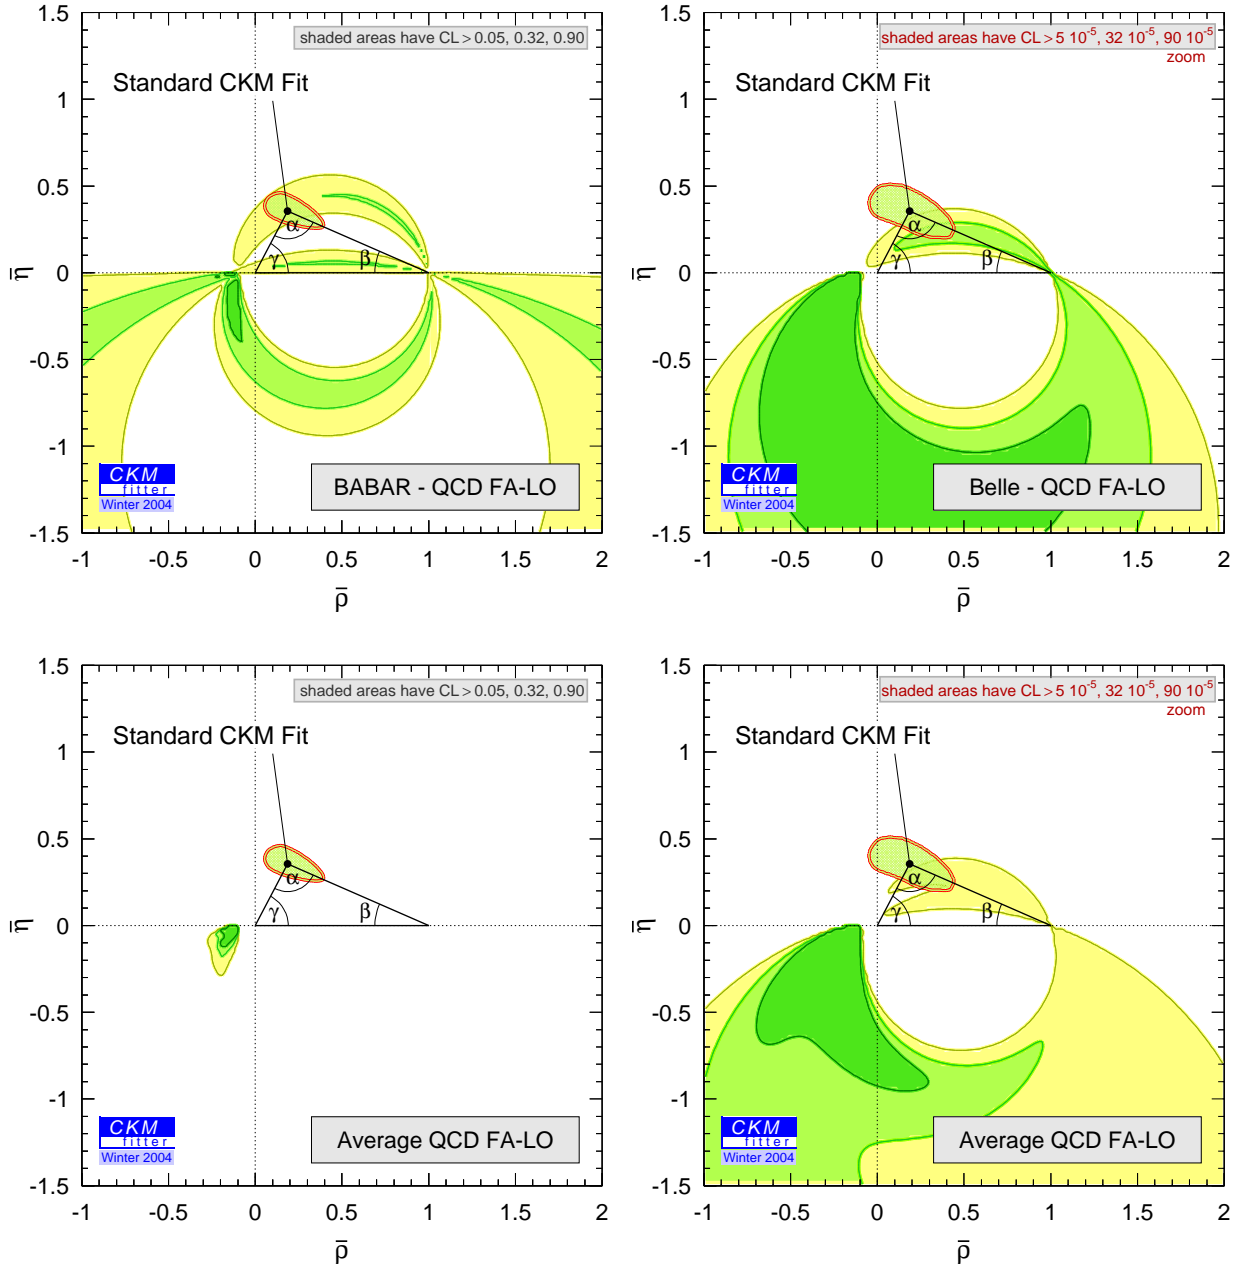 shaded areas have CL > 0.05, 0.32, 0.90
Standard CKM Fit
α
γ
β
1.5
1
0.5
0
-0.5
-1
-1.5
η̅
CKM
fitter
Winter 2004
BABAR - QCD FA-LO
-1 -0.5 0 0.5 1 1.5 2
ρ̅
shaded areas have CL > 5 10⁻⁵, 32 10⁻⁵, 90 10⁻⁵
zoom
Standard CKM Fit
α
γ
β
1.5
1
0.5
0
-0.5
-1
-1.5
η̅
CKM
fitter
Winter 2004
Belle - QCD FA-LO
-1 -0.5 0 0.5 1 1.5 2
ρ̅
shaded areas have CL > 0.05, 0.32, 0.90
Standard CKM Fit
α
γ
β
1.5
1
0.5
0
-0.5
-1
-1.5
η̅
CKM
fitter
Winter 2004
Average QCD FA-LO
-1 -0.5 0 0.5 1 1.5 2
ρ̅
shaded areas have CL > 5 10⁻⁵, 32 10⁻⁵, 90 10⁻⁵
zoom
Standard CKM Fit
α
γ
β
1.5
1
0.5
0
-0.5
-1
-1.5
η̅
CKM
fitter
Winter 2004
Average QCD FA-LO
-1 -0.5 0 0.5 1 1.5 2
ρ̅